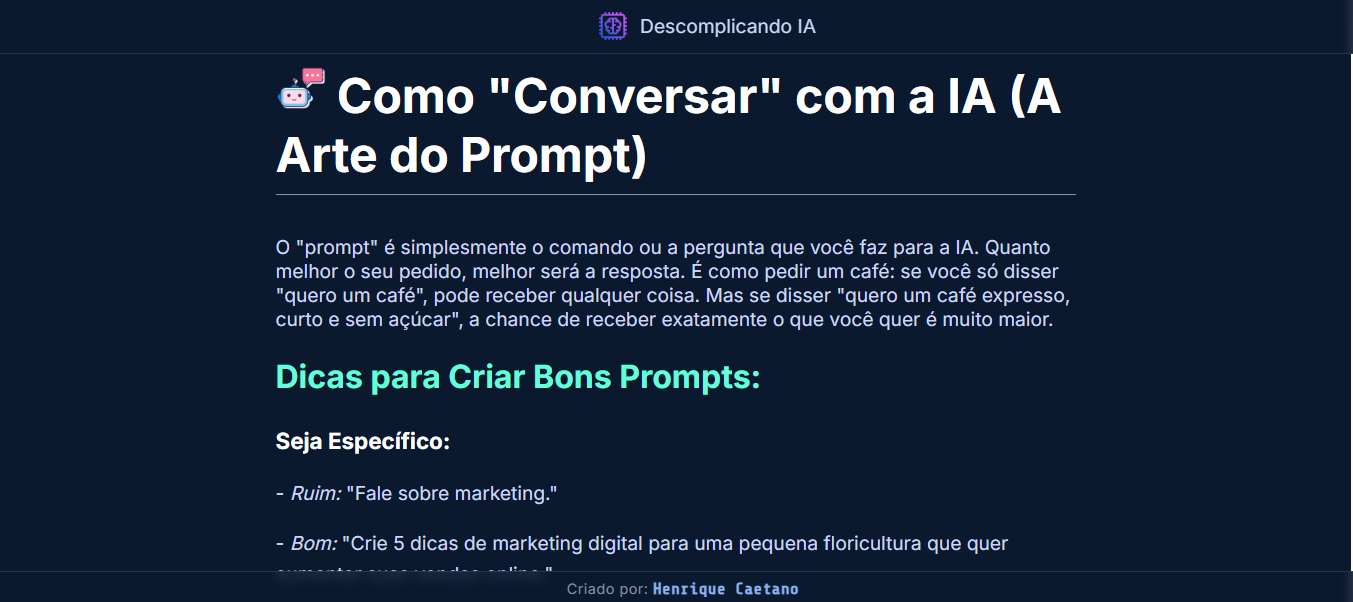 Descomplicando IA
Como "Conversar" com a IA (A
Arte do Prompt)
O "prompt" é simplesmente o comando ou a pergunta que você faz para a IA. Quanto
melhor o seu pedido, melhor será a resposta. É como pedir um café: se você só disser
"quero um café", pode receber qualquer coisa. Mas se disser "quero um café expresso,
curto e sem açúcar", a chance de receber exatamente o que você quer é muito maior.
Dicas para Criar Bons Prompts:
Seja Específico:
- Ruim: "Fale sobre marketing."
- Bom: "Crie 5 dicas de marketing digital para uma pequena floricultura que quer
aumentar suas vendas online."
Criado por: Henrique Caetano